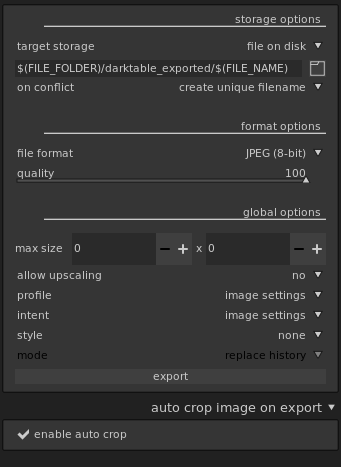 storage options
target storage file on disk
$(FILE_FOLDER)/darktable_exported/$(FILE_NAME)
on conflict create unique filename
format options
file format JPEG (8-bit)
quality 100
global options
max size 0 − + x 0 − +
allow upscaling no
profile image settings
intent image settings
style none
mode replace history
export
auto crop image on export
enable auto crop